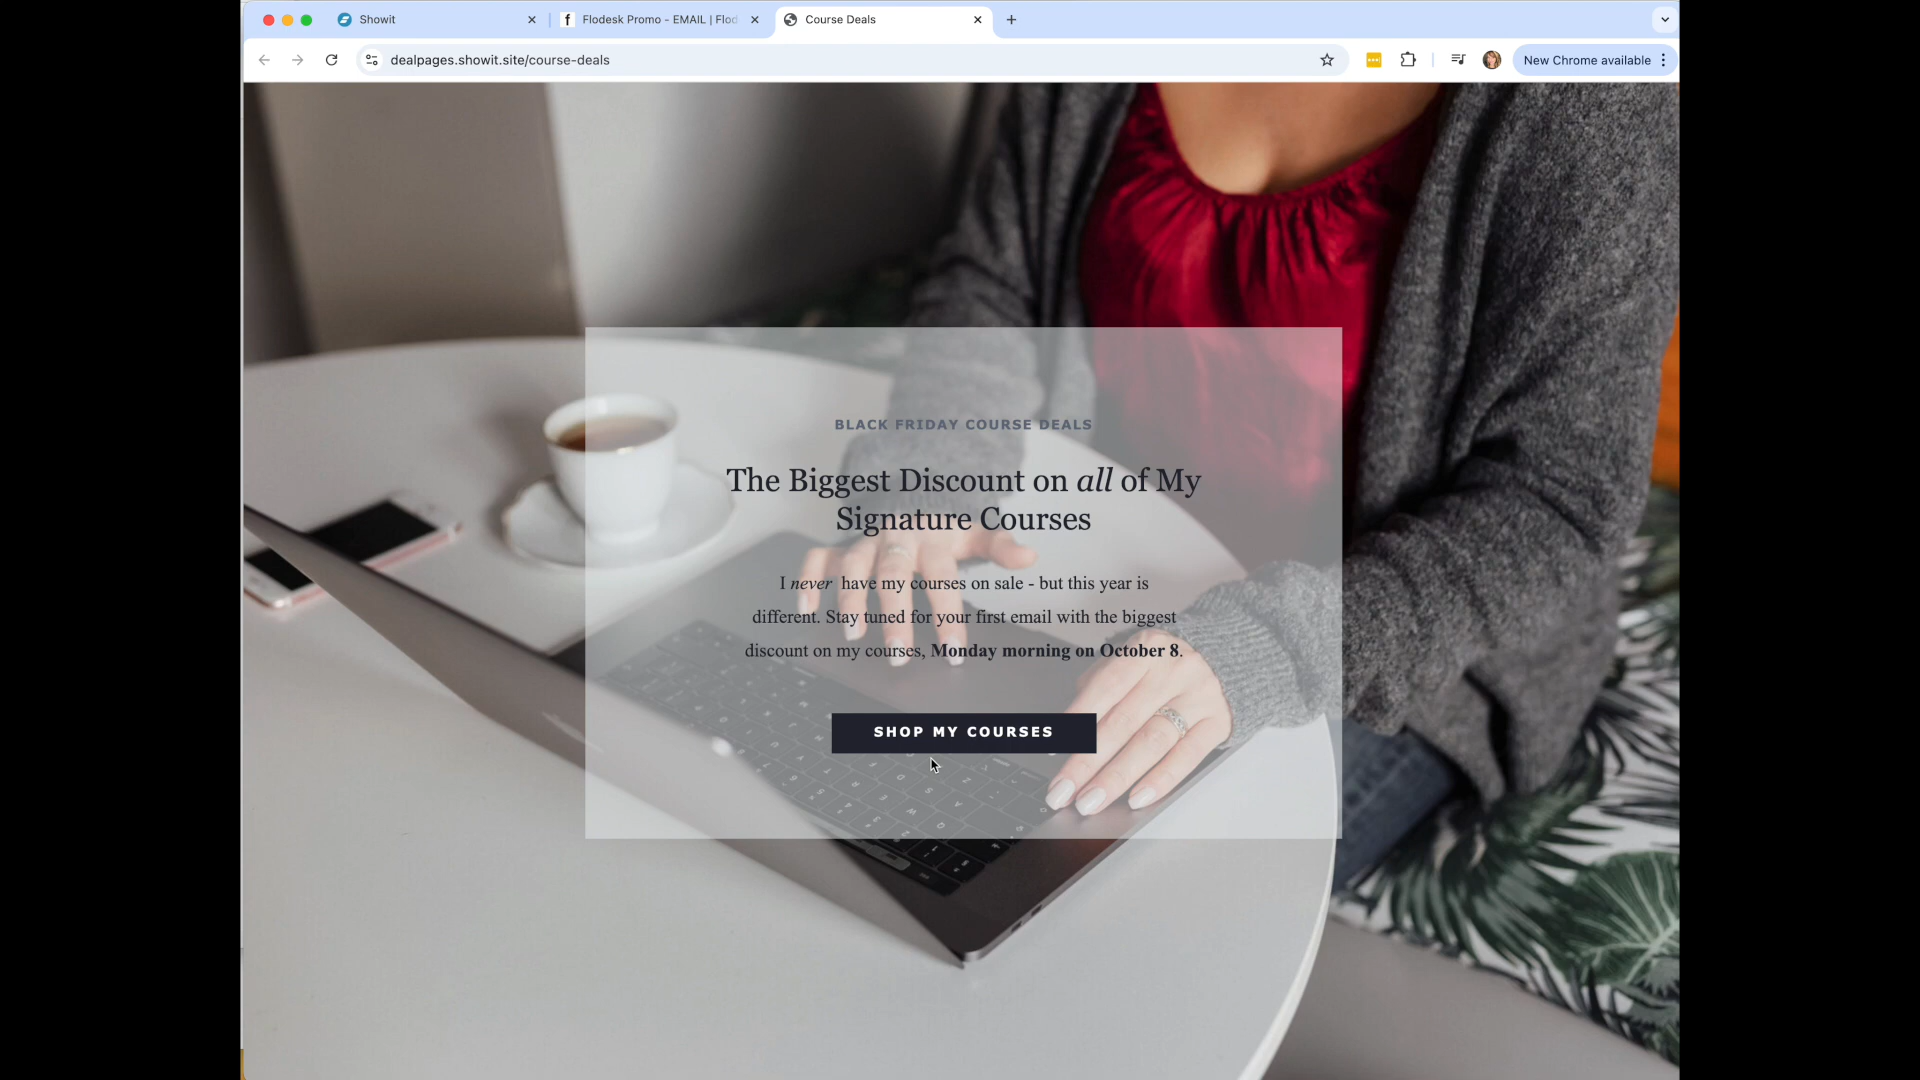 Showit
Flodesk Promo - EMAIL | Flod
Course Deals
dealpages.showit.site/course-deals
New Chrome available
BLACK FRIDAY COURSE DEALS
The Biggest Discount on all of My
Signature Courses
I never have my courses on sale - but this year is
different. Stay tuned for your first email with the biggest
discount on my courses, Monday morning on October 8.
SHOP MY COURSES